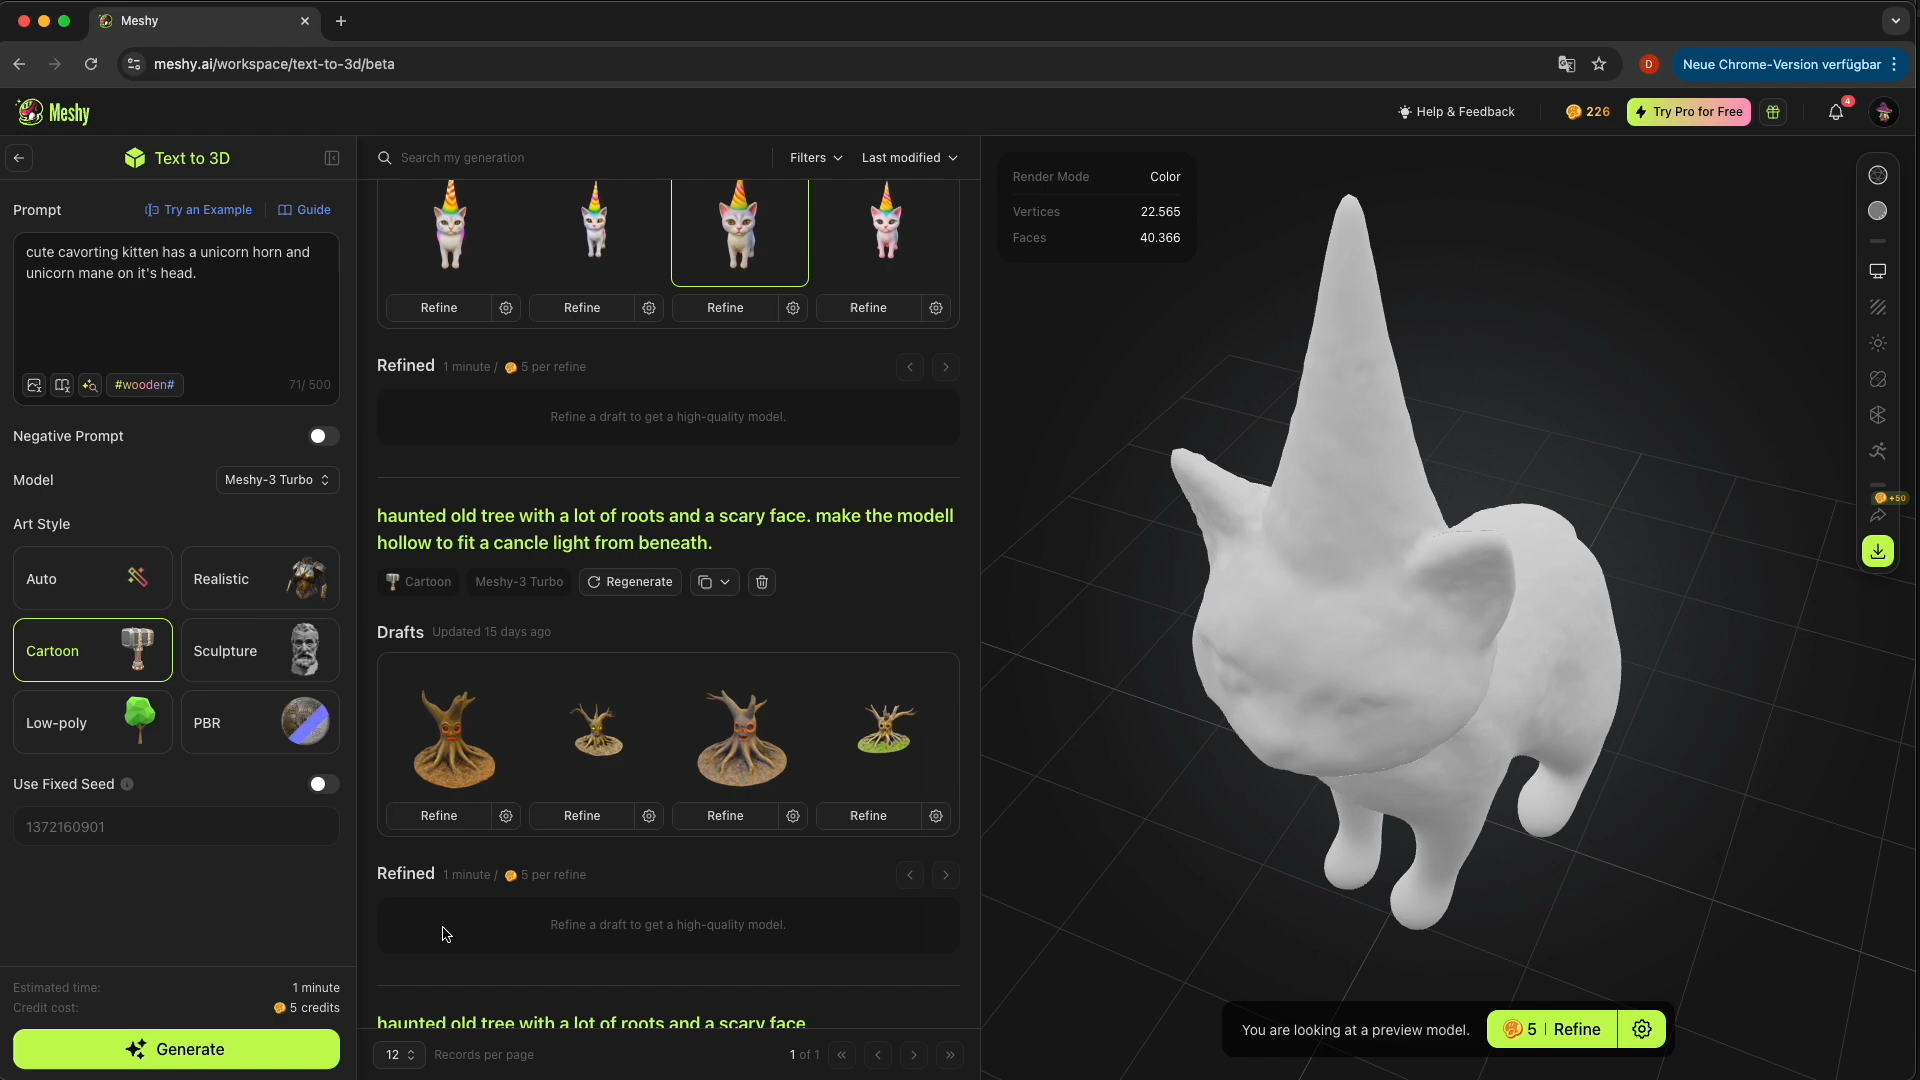 Meshy
meshy.ai/workspace/text-to-3d/beta
D
Neue Chrome-Version verfügbar
Meshy
Help & Feedback
226
Try Pro for Free
4
Text to 3D
Search my generation
Filters
Last modified
Prompt
Try an Example
Guide
cute cavorting kitten has a unicorn horn and
unicorn mane on it's head.
#wooden#
71/ 500
Negative Prompt
Model
Meshy-3 Turbo
Art Style
Auto
Realistic
Cartoon
Sculpture
Low-poly
PBR
Use Fixed Seed
1372160901
Estimated time:
1 minute
Credit cost:
5 credits
Generate
Refine
Refine
Refine
Refine
Refined
1 minute /
5 per refine
Refine a draft to get a high-quality model.
haunted old tree with a lot of roots and a scary face. make the modell
hollow to fit a cancle light from beneath.
Cartoon
Meshy-3 Turbo
Regenerate
Drafts
Updated 15 days ago
Refine
Refine
Refine
Refine
Refined
1 minute /
5 per refine
Refine a draft to get a high-quality model.
haunted old tree with a lot of roots and a scary face
12
Records per page
1 of 1
Render Mode
Color
Vertices
22.565
Faces
40.366
+50
You are looking at a preview model.
5 | Refine